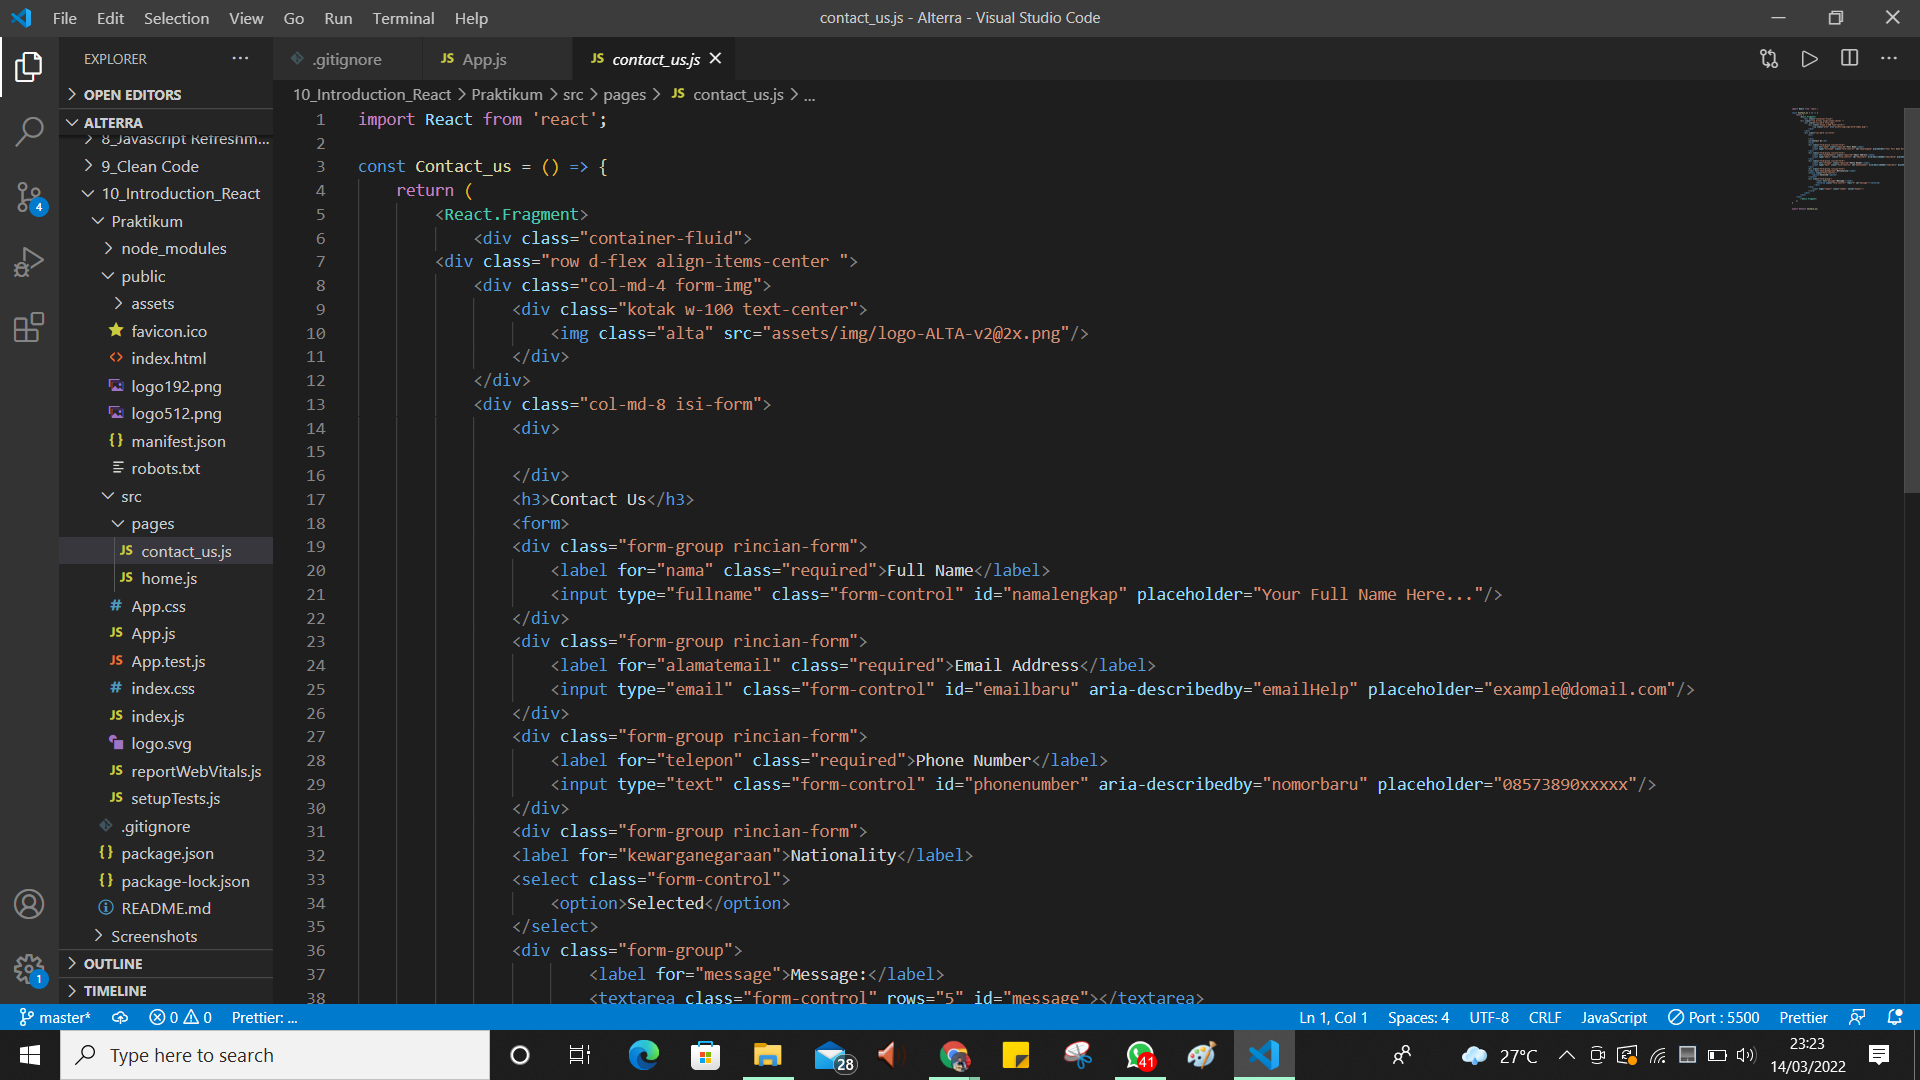 File Edit Selection View Go Run Terminal Help
contact_us.js - Alterra - Visual Studio Code
EXPLORER
.gitignore
JS App.js
JS contact_us.js
OPEN EDITORS
ALTERRA
8_Javascript Refreshm...
9_Clean Code
10_Introduction_React
Praktikum
node_modules
public
assets
favicon.ico
index.html
logo192.png
logo512.png
{} manifest.json
robots.txt
src
pages
JS contact_us.js
JS home.js
# App.css
JS App.js
JS App.test.js
# index.css
JS index.js
logo.svg
JS reportWebVitals.js
JS setupTests.js
.gitignore
{} package.json
{} package-lock.json
README.md
Screenshots
OUTLINE
TIMELINE
4
1
10_Introduction_React > Praktikum > src > pages > JS contact_us.js > ...
1 import React from 'react';
2
3 const Contact_us = () => {
4 return (
5 <React.Fragment>
6 <div class="container-fluid">
7 <div class="row d-flex align-items-center ">
8 <div class="col-md-4 form-img">
9 <div class="kotak w-100 text-center">
10 <img class="alta" src="assets/img/logo-ALTA-v2@2x.png"/>
11 </div>
12 </div>
13 <div class="col-md-8 isi-form">
14 <div>
15
16 </div>
17 <h3>Contact Us</h3>
18 <form>
19 <div class="form-group rincian-form">
20 <label for="nama" class="required">Full Name</label>
21 <input type="fullname" class="form-control" id="namalengkap" placeholder="Your Full Name Here..."/>
22 </div>
23 <div class="form-group rincian-form">
24 <label for="alamatemail" class="required">Email Address</label>
25 <input type="email" class="form-control" id="emailbaru" aria-describedby="emailHelp" placeholder="example@domail.com"/>
26 </div>
27 <div class="form-group rincian-form">
28 <label for="telepon" class="required">Phone Number</label>
29 <input type="text" class="form-control" id="phonenumber" aria-describedby="nomorbaru" placeholder="08573890xxxxx"/>
30 </div>
31 <div class="form-group rincian-form">
32 <label for="kewarganegaraan">Nationality</label>
33 <select class="form-control">
34 <option>Selected</option>
35 </select>
36 <div class="form-group">
37 <label for="message">Message:</label>
38 <textarea class="form-control" rows="5" id="message"></textarea>
master* 0 0 Prettier: ... Ln 1, Col 1 Spaces: 4 UTF-8 CRLF JavaScript Port : 5500 Prettier
Type here to search
28
41
27°C
23:23
14/03/2022